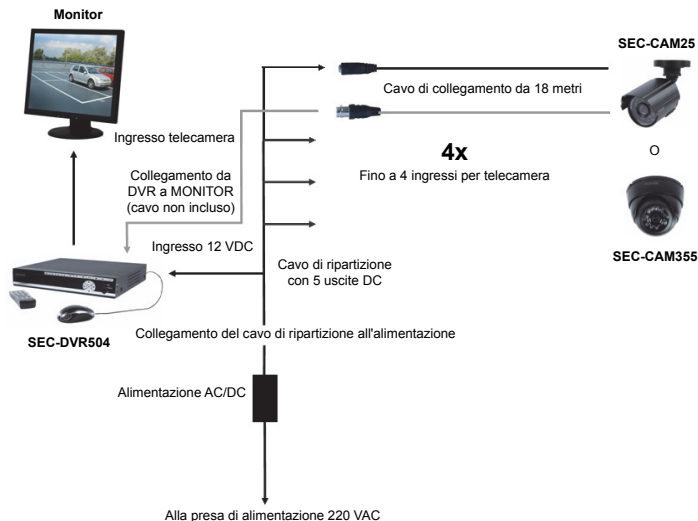 Monitor
SEC-CAM25
Cavo di collegamento da 18 metri
Ingresso telecamera
4x
Fino a 4 ingressi per telecamera
O
Collegamento da
DVR a MONITOR
(cavo non incluso)
Ingresso 12 VDC
SEC-CAM355
Cavo di ripartizione
con 5 uscite DC
SEC-DVR504
Collegamento del cavo di ripartizione all'alimentazione
Alimentazione AC/DC
Alla presa di alimentazione 220 VAC